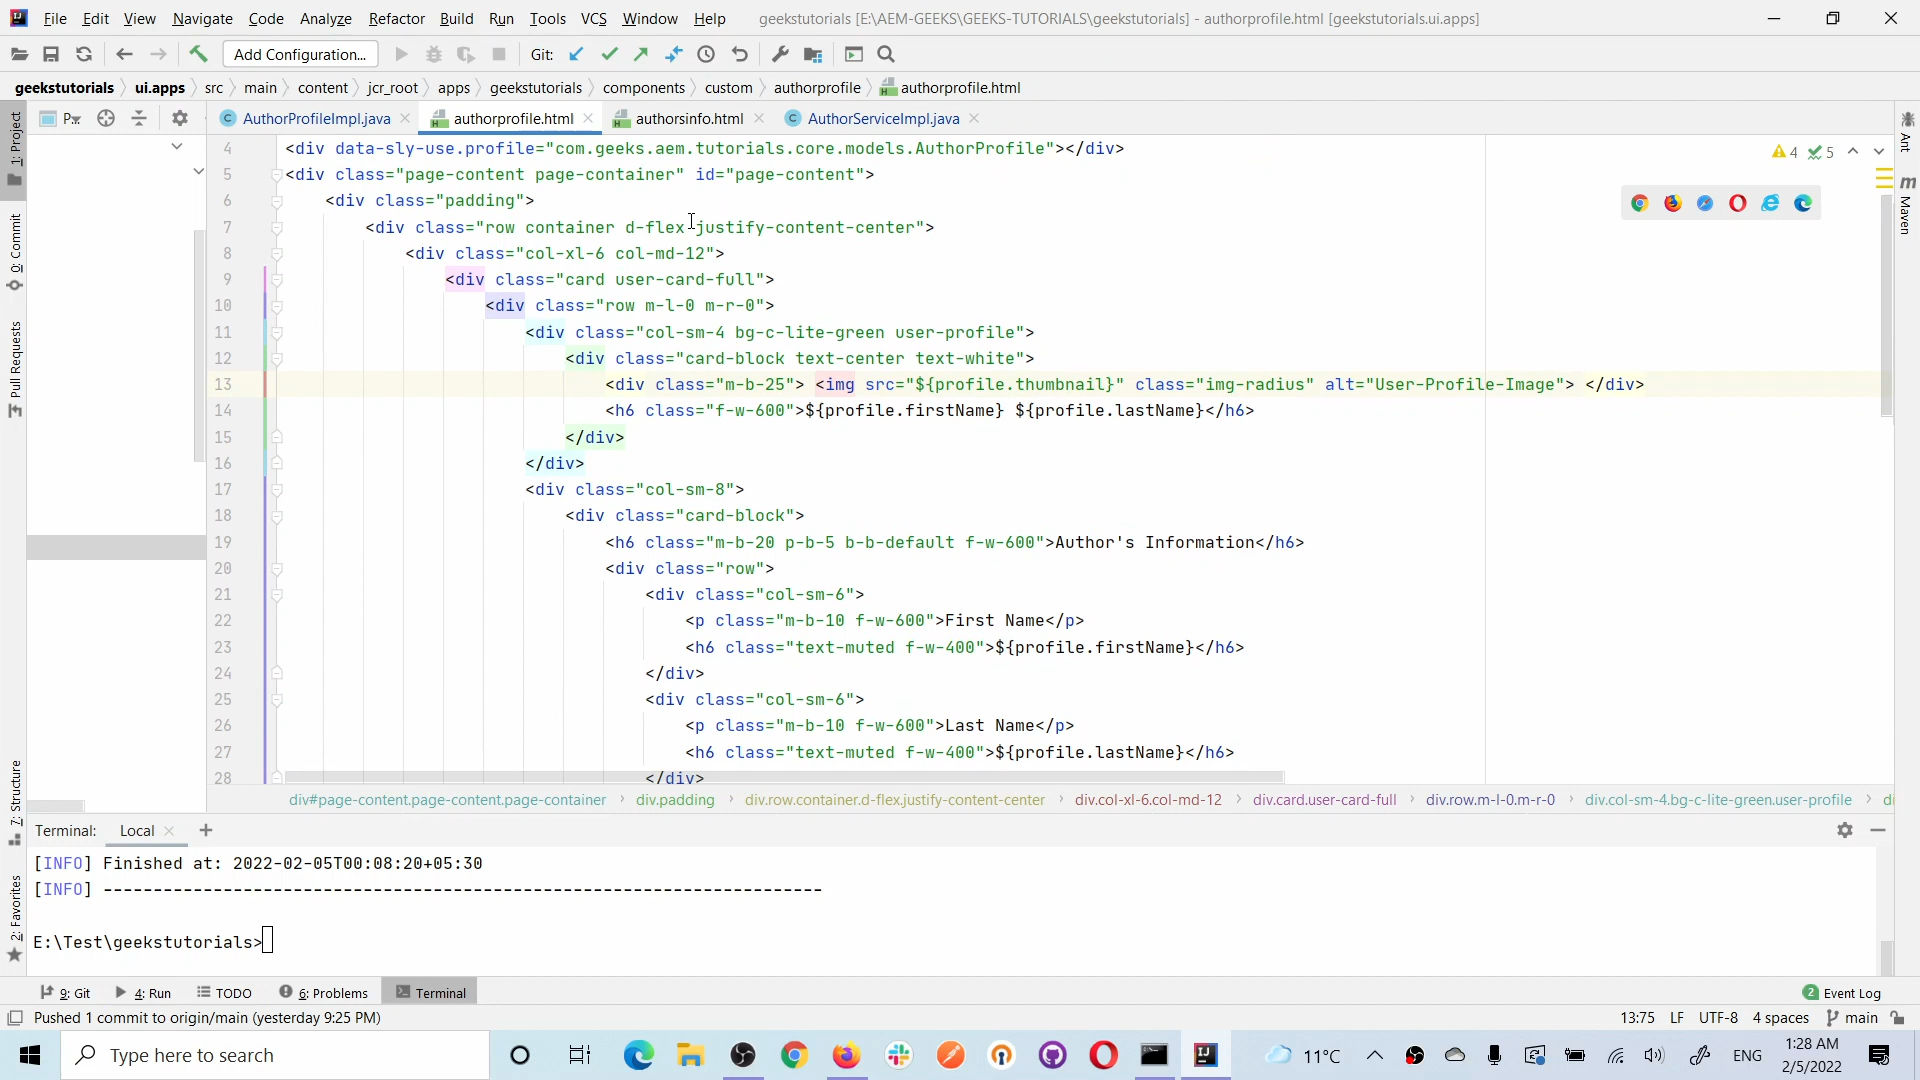 File Edit View Navigate Code Analyze Refactor Build Run Tools VCS Window Help geekstutorials [E:\AEM-GEEKS\GEEKS-TUTORIALS\geekstutorials] - authorprofile.html [geekstutorials.ui.apps]
Add Configuration... Git:
geekstutorials ui.apps src main content jcr_root apps geekstutorials components custom authorprofile authorprofile.html
P... AuthorProfileImpl.java authorprofile.html authorsinfo.html AuthorServiceImpl.java
4 5
1: Project
0: Commit
Pull Requests
7: Structure
2: Favorites
Ant
m Maven
4 <div data-sly-use.profile="com.geeks.aem.tutorials.core.models.AuthorProfile"></div>
5 <div class="page-content page-container" id="page-content">
6 <div class="padding">
7 <div class="row container d-flex justify-content-center">
8 <div class="col-xl-6 col-md-12">
9 <div class="card user-card-full">
10 <div class="row m-l-0 m-r-0">
11 <div class="col-sm-4 bg-c-lite-green user-profile">
12 <div class="card-block text-center text-white">
13 <div class="m-b-25"> <img src="${profile.thumbnail}" class="img-radius" alt="User-Profile-Image"> </div>
14 <h6 class="f-w-600">${profile.firstName} ${profile.lastName}</h6>
15 </div>
16 </div>
17 <div class="col-sm-8">
18 <div class="card-block">
19 <h6 class="m-b-20 p-b-5 b-b-default f-w-600">Author's Information</h6>
20 <div class="row">
21 <div class="col-sm-6">
22 <p class="m-b-10 f-w-600">First Name</p>
23 <h6 class="text-muted f-w-400">${profile.firstName}</h6>
24 </div>
25 <div class="col-sm-6">
26 <p class="m-b-10 f-w-600">Last Name</p>
27 <h6 class="text-muted f-w-400">${profile.lastName}</h6>
28 </div>
div#page-content.page-content.page-container div.padding div.row.container.d-flex.justify-content-center div.col-xl-6.col-md-12 div.card.user-card-full div.row.m-l-0.m-r-0 div.col-sm-4.bg-c-lite-green.user-profile
Terminal: Local
[INFO] Finished at: 2022-02-05T00:08:20+05:30
[INFO] ------------------------------------------------------------------------
E:\Test\geekstutorials>
9: Git 4: Run TODO 6: Problems Terminal 2 Event Log
Pushed 1 commit to origin/main (yesterday 9:25 PM) 13:75 LF UTF-8 4 spaces main
Type here to search 11°C ENG 1:28 AM
2/5/2022